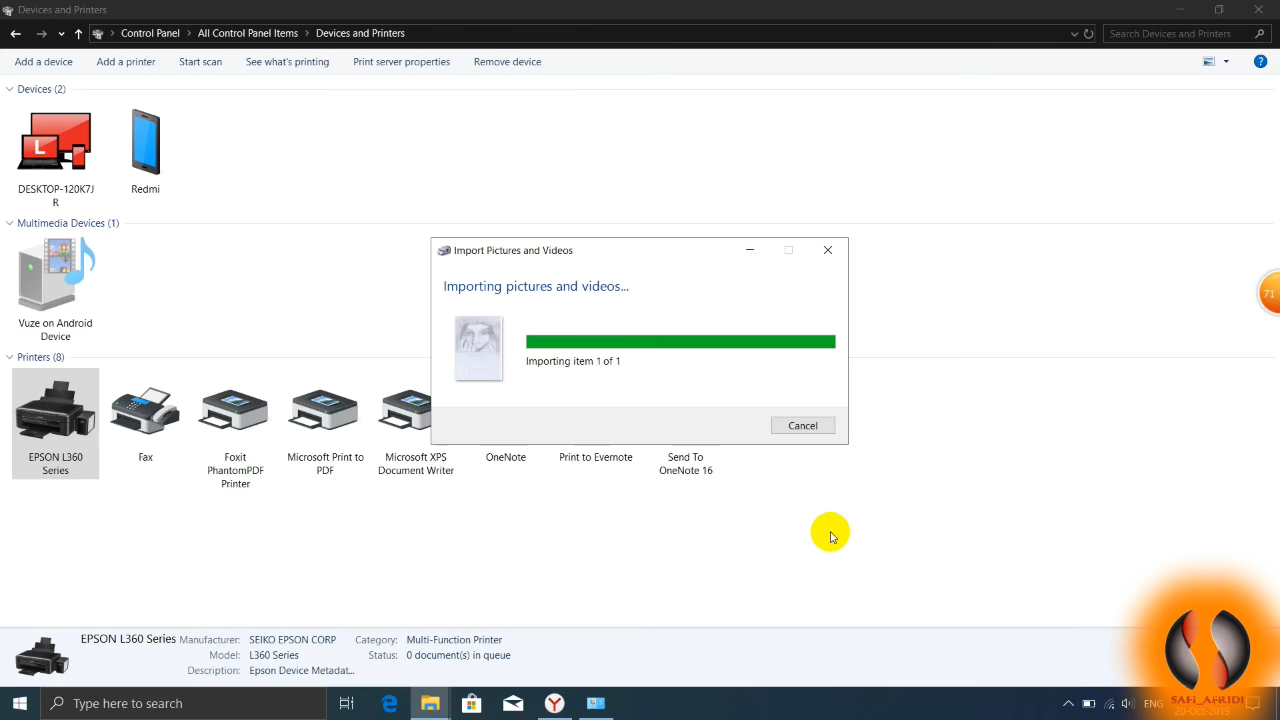 Devices and Printers
Control Panel
All Control Panel Items
Devices and Printers
Search Devices and Printers
Add a device
Add a printer
Start scan
See what's printing
Print server properties
Remove device
Devices (2)
L
DESKTOP-120K7J
R
Redmi
Multimedia Devices (1)
Vuze on Android
Device
Import Pictures and Videos
Importing pictures and videos...
Importing item 1 of 1
Cancel
71
Printers (8)
EPSON L360
Series
Fax
Foxit
PhantomPDF
Printer
Microsoft Print to
PDF
Microsoft XPS
Document Writer
OneNote
Print to Evernote
Send To
OneNote 16
EPSON L360 Series
Manufacturer: SEIKO EPSON CORP
Model: L360 Series
Description: Epson Device Metadat...
Category: Multi-Function Printer
Status: 0 document(s) in queue
Type here to search
ENG
SAFI_AFRIDI
20-Oct-2019